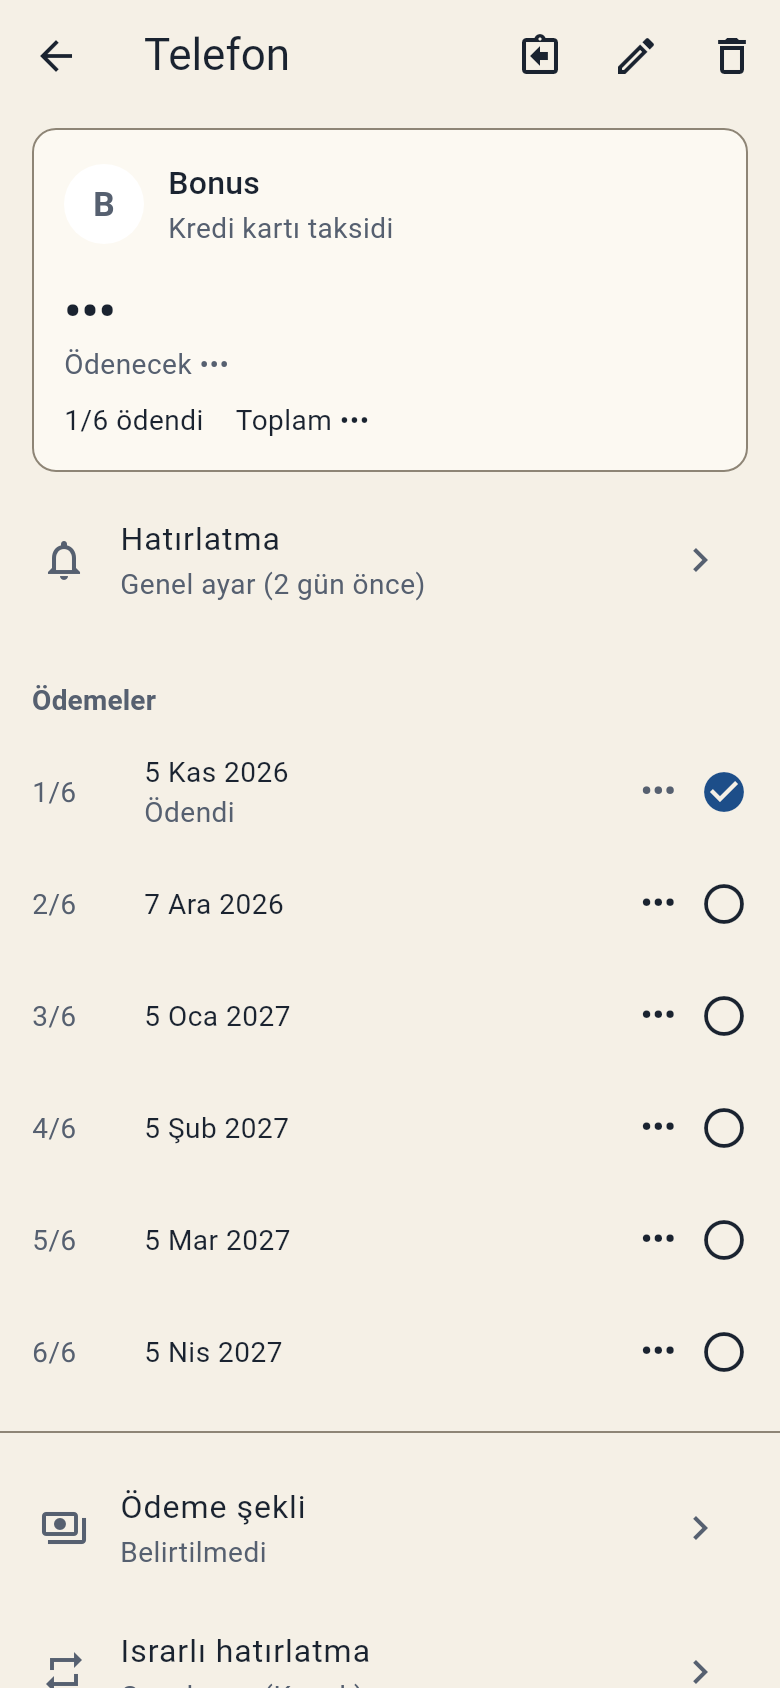 Telefon
B
Bonus
Kredi kartı taksidi
•••
Ödenecek •••
1/6 ödendi Toplam •••
Hatırlatma
Genel ayar (2 gün önce)
Ödemeler
1/6 5 Kas 2026 •••
Ödendi
2/6 7 Ara 2026 •••
3/6 5 Oca 2027 •••
4/6 5 Şub 2027 •••
5/6 5 Mar 2027 •••
6/6 5 Nis 2027 •••
Ödeme şekli
Belirtilmedi
Israrlı hatırlatma